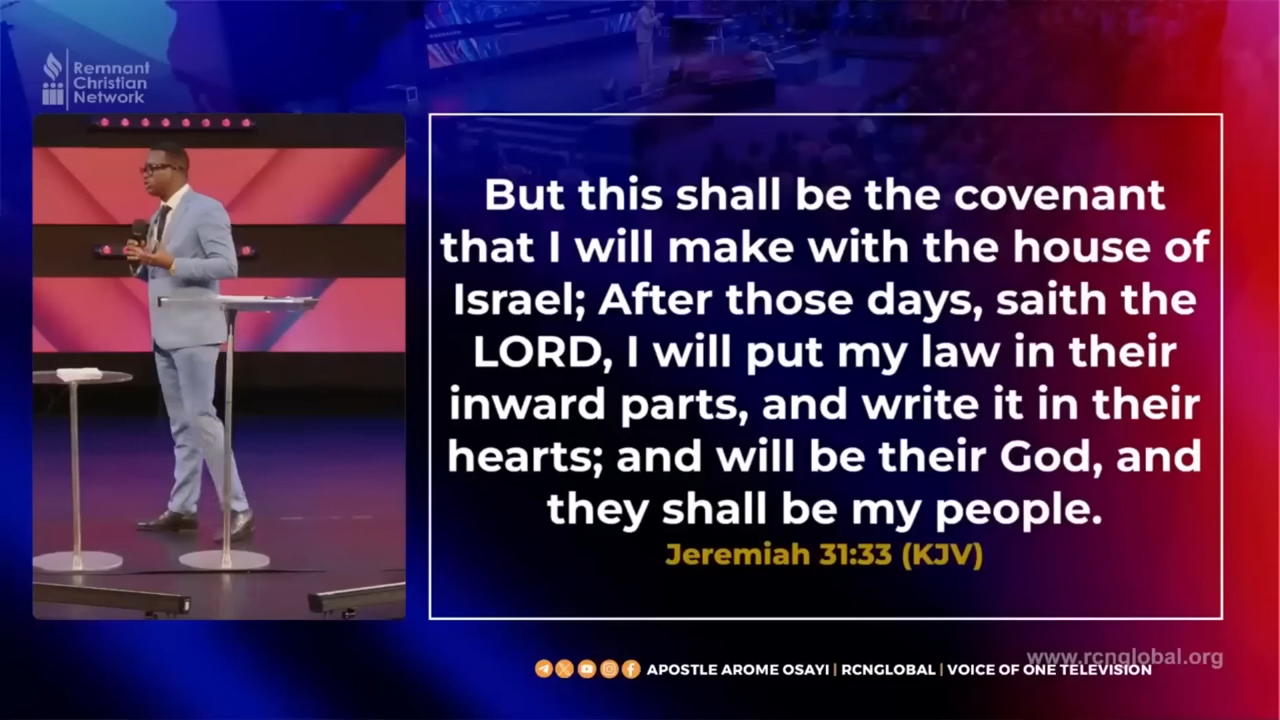 Remnant
Christian
Network
But this shall be the covenant
that I will make with the house of
Israel; After those days, saith the
LORD, I will put my law in their
inward parts, and write it in their
hearts; and will be their God, and
they shall be my people.
Jeremiah 31:33 (KJV)
www.rcnglobal.org
APOSTLE AROME OSAYI | RCNGLOBAL | VOICE OF ONE TELEVISION